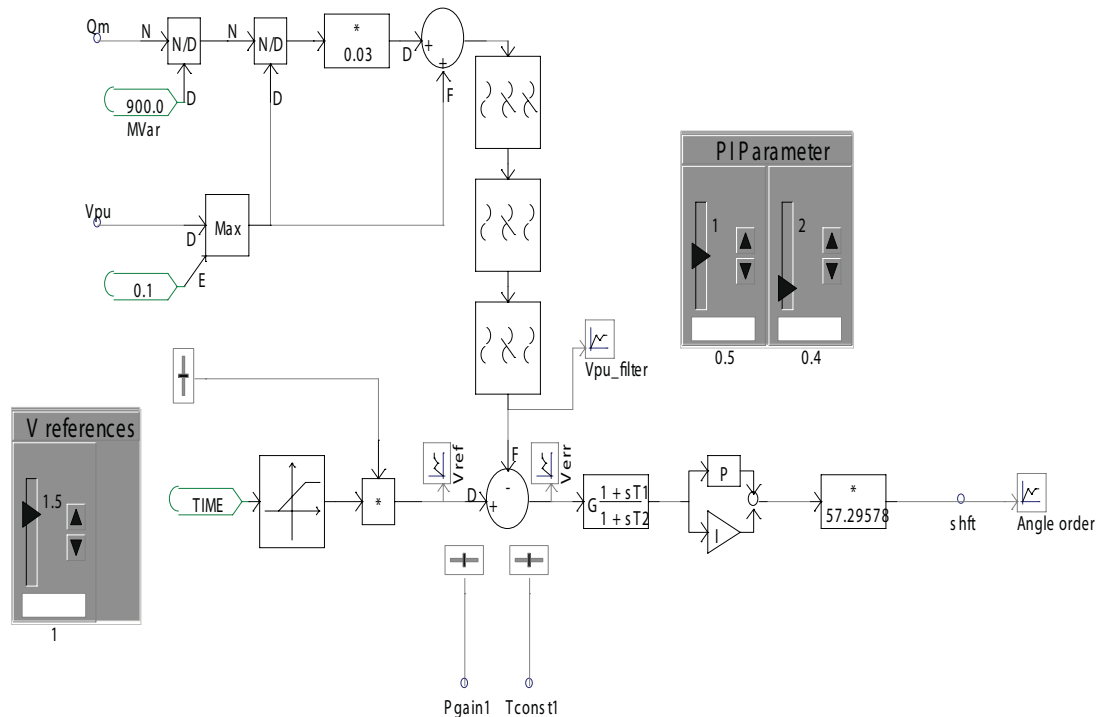 Qm
N
N/D
N
N/D
*
0.03
D
+
+
F
900.0
D
MVar
D
Vpu
D
Max
0.1
E
PI Parameter
1
2
0.5
0.4
Vpu_filter
V references
1.5
1
TIME
*
Vref
D
+
-
F
Verr
G
1 + sT1
1 + sT2
P
I
*
57.29578
shft
Angle order
Pgain1
Tconst1